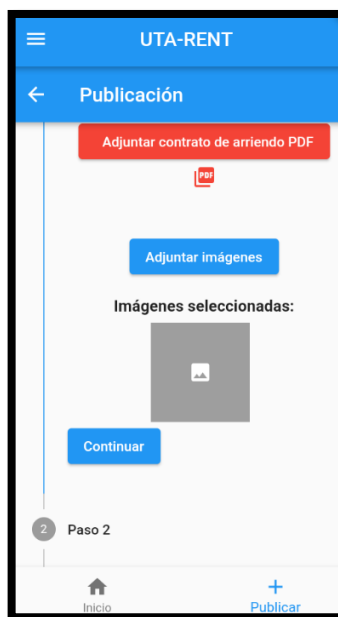 UTA-RENT
Publicación
Adjuntar contrato de arriendo PDF
PDF
Adjuntar imágenes
Imágenes seleccionadas:
Continuar
2 Paso 2
Inicio Publicar